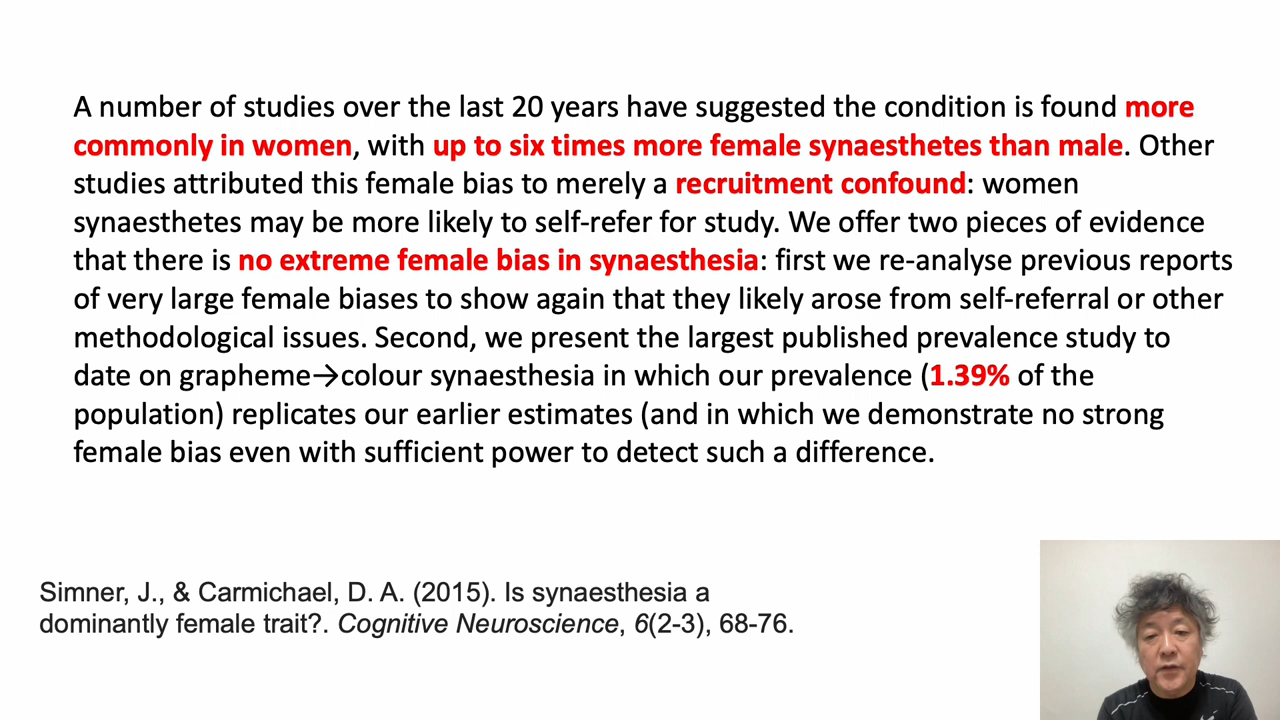 A number of studies over the last 20 years have suggested the condition is found more
commonly in women, with up to six times more female synaesthetes than male. Other
studies attributed this female bias to merely a recruitment confound: women
synaesthetes may be more likely to self-refer for study. We offer two pieces of evidence
that there is no extreme female bias in synaesthesia: first we re-analyse previous reports
of very large female biases to show again that they likely arose from self-referral or other
methodological issues. Second, we present the largest published prevalence study to
date on grapheme→colour synaesthesia in which our prevalence (1.39% of the
population) replicates our earlier estimates (and in which we demonstrate no strong
female bias even with sufficient power to detect such a difference.
Simner, J., & Carmichael, D. A. (2015). Is synaesthesia a
dominantly female trait?. Cognitive Neuroscience, 6(2-3), 68-76.